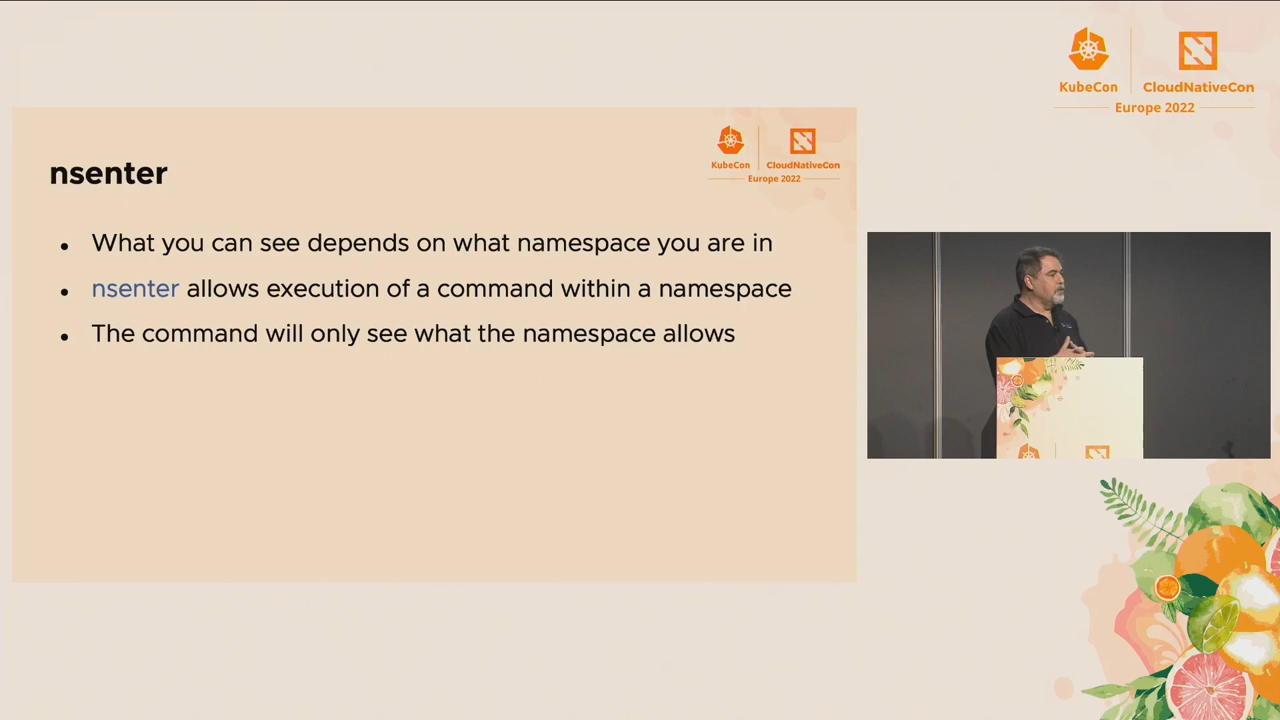 KubeCon
CloudNativeCon
Europe 2022
KubeCon
CloudNativeCon
Europe 2022
nsenter
• What you can see depends on what namespace you are in
• nsenter allows execution of a command within a namespace
• The command will only see what the namespace allows